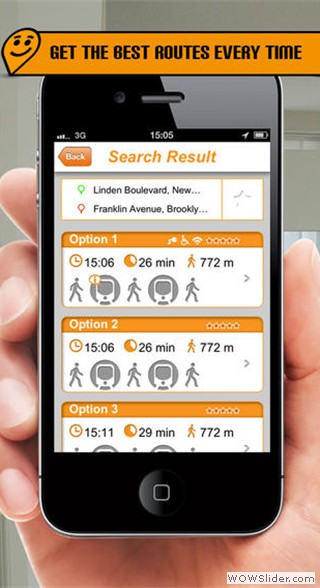 GET THE BEST ROUTES EVERY TIME
3G 15:05
Back Search Result
Linden Boulevard, New...
Franklin Avenue, Brookly...
Option 1
15:06 26 min 772 m
Option 2
15:06 26 min 772 m
Option 3
15:11 29 min 772 m
WOWSlider.com